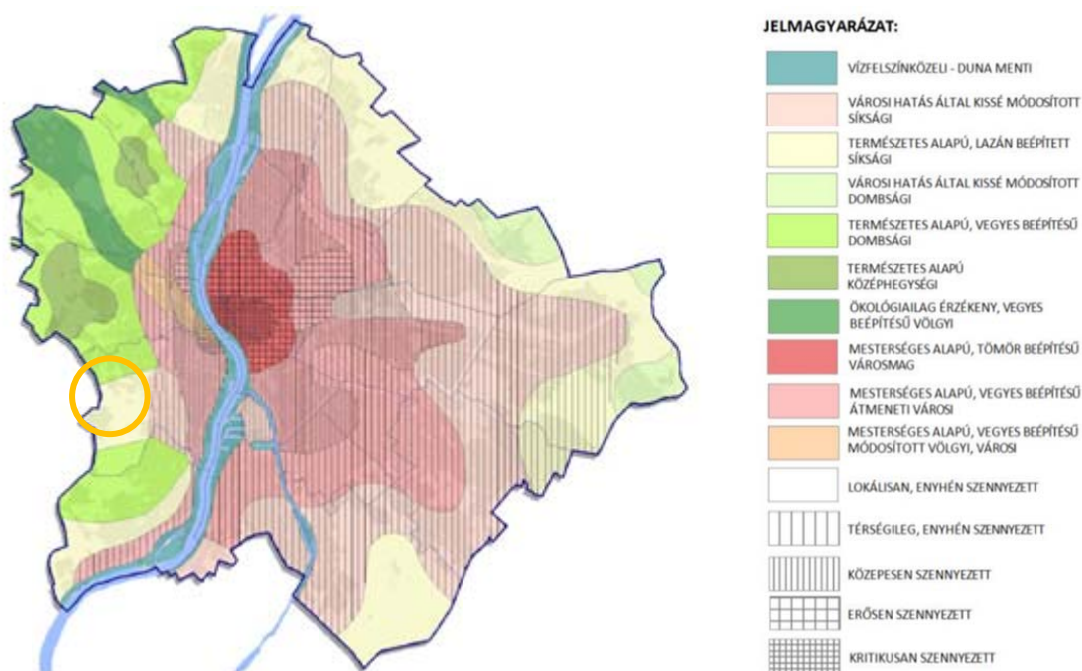 JELMAGYARÁZAT:
VÍZFELSZÍNKÖZELI - DUNA MENTI
VÁROSI HATÁS ÁLTAL KISSÉ MÓDOSÍTOTT
SÍKSÁGI
TERMÉSZETES ALAPÚ, LAZÁN BEÉPÍTETT
SÍKSÁGI
VÁROSI HATÁS ÁLTAL KISSÉ MÓDOSÍTOTT
DOMBSÁGI
TERMÉSZETES ALAPÚ, VEGYES BEÉPÍTÉSŰ
DOMBSÁGI
TERMÉSZETES ALAPÚ
KÖZÉPHEGYSÉGI
ÖKOLÓGIAILAG ÉRZÉKENY, VEGYES
BEÉPÍTÉSŰ VÖLGYI
MESTERSÉGES ALAPÚ, TÖMÖR BEÉPÍTÉSŰ
VÁROSMAG
MESTERSÉGES ALAPÚ, VEGYES BEÉPÍTÉSŰ
ÁTMENETI VÁROSI
MESTERSÉGES ALAPÚ, VEGYES BEÉPÍTÉSŰ
MÓDOSÍTOTT VÖLGYI, VÁROSI
LOKÁLISAN, ENYHÉN SZENNYEZETT
TÉRSÉGILEG, ENYHÉN SZENNYEZETT
KÖZEPESEN SZENNYEZETT
ERŐSEN SZENNYEZETT
KRITIKUSAN SZENNYEZETT